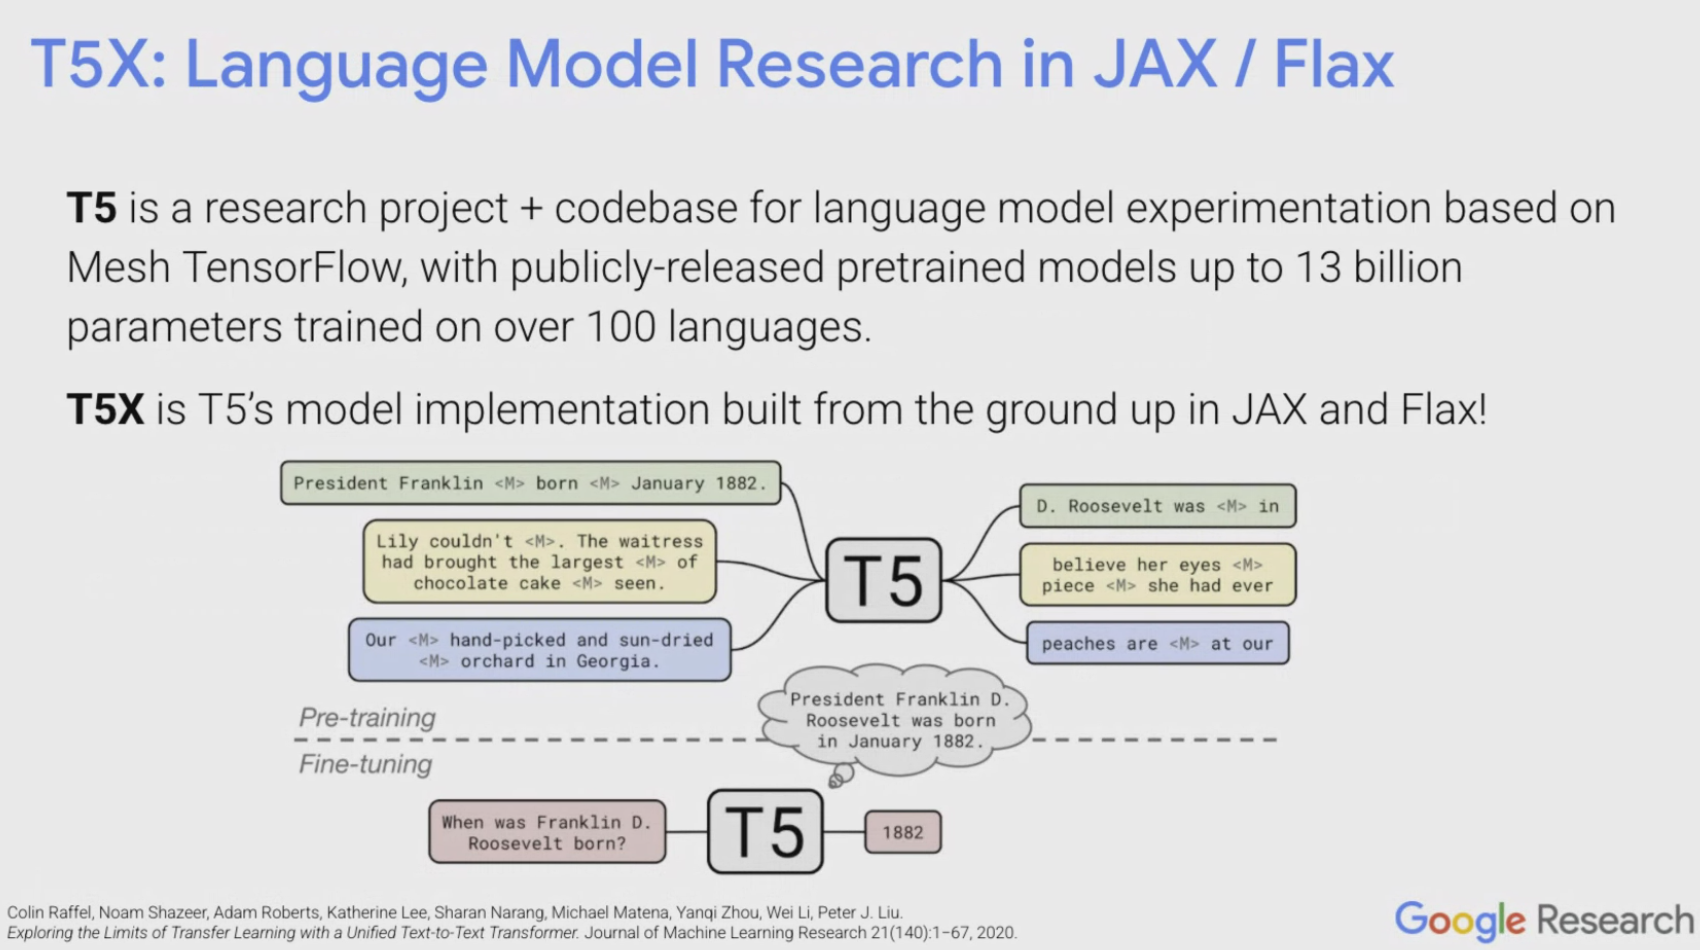 T5X: Language Model Research in JAX / Flax
T5 is a research project + codebase for language model experimentation based on
Mesh TensorFlow, with publicly-released pretrained models up to 13 billion
parameters trained on over 100 languages.
T5X is T5's model implementation built from the ground up in JAX and Flax!
President Franklin <M> born <M> January 1882.
Lily couldn't <M>. The waitress
had brought the largest <M> of
chocolate cake <M> seen.
Our <M> hand-picked and sun-dried
<M> orchard in Georgia.
T5
D. Roosevelt was <M> in
believe her eyes <M>
piece <M> she had ever
peaches are <M> at our
President Franklin D.
Roosevelt was born
in January 1882.
Pre-training
Fine-tuning
When was Franklin D.
Roosevelt born?
T5
1882
Colin Raffel, Noam Shazeer, Adam Roberts, Katherine Lee, Sharan Narang, Michael Matena, Yanqi Zhou, Wei Li, Peter J. Liu.
Exploring the Limits of Transfer Learning with a Unified Text-to-Text Transformer. Journal of Machine Learning Research 21(140):1–67, 2020.
Google Research